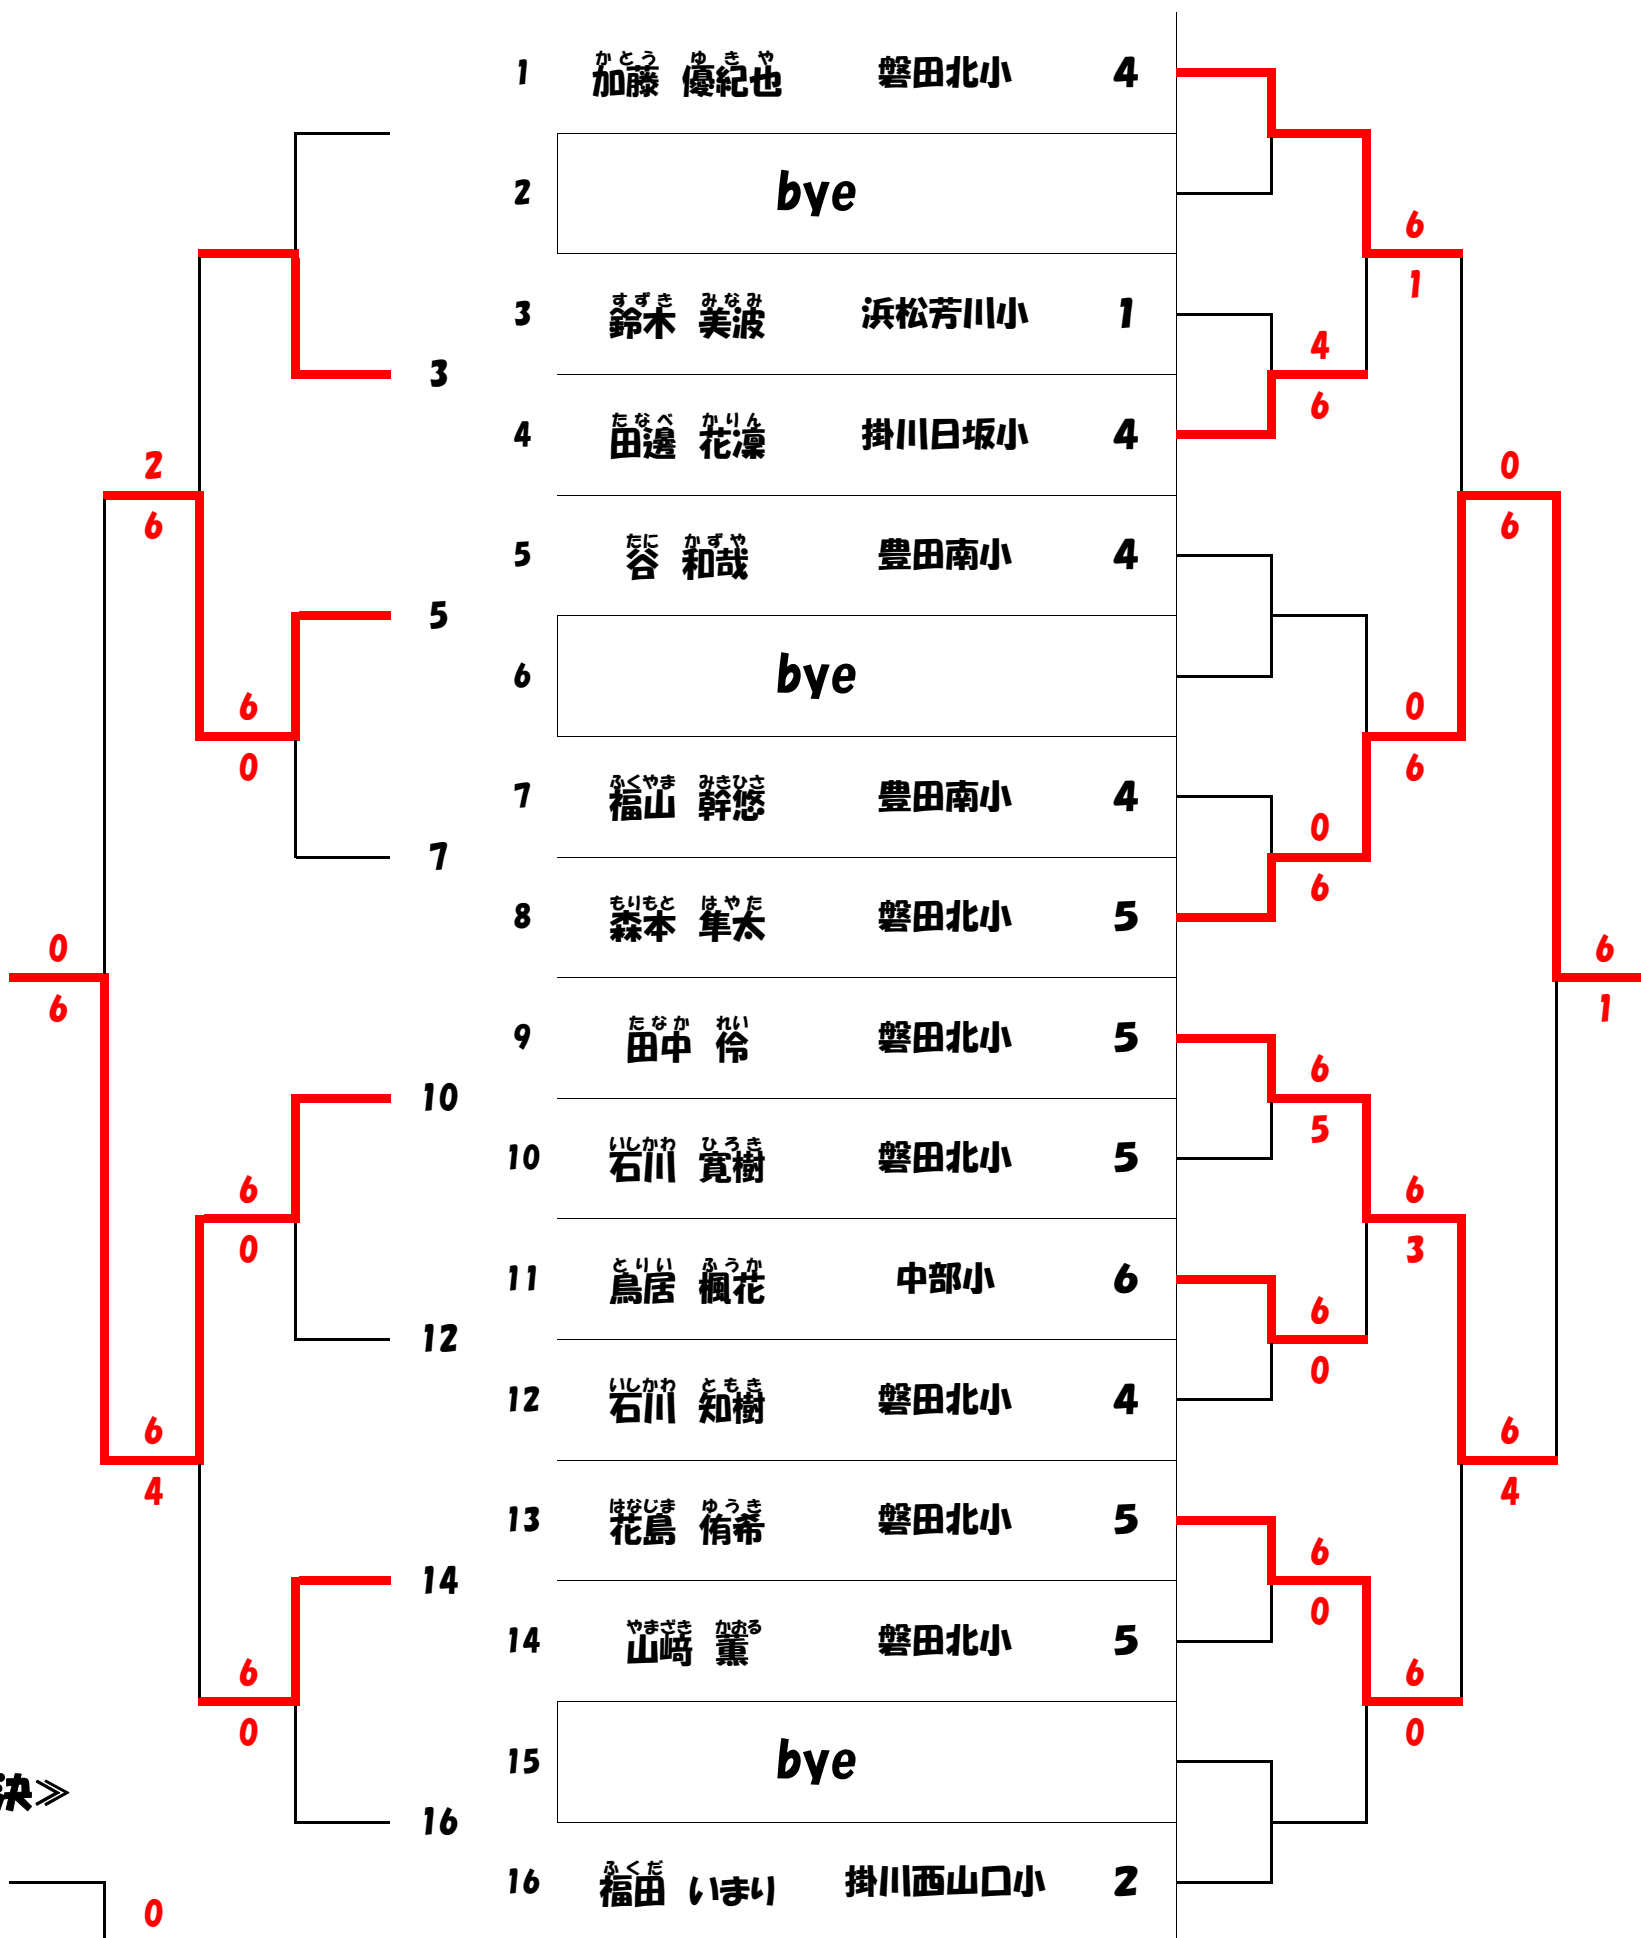 かとう ゆきや
1 加藤 優紀也 磐田北小 4
2 bye
6
1
すずき みなみ
3 鈴木 美波 浜松芳川小 1
4
3
6
たなべ かりん
4 田邊 花凜 掛川日坂小 4
2
0
6
6
たに かずや
5 谷 和哉 豊田南小 4
5
6 bye
6
0
0
6
ふくやま みきひさ
7 福山 幹悠 豊田南小 4
0
7
6
もりもと はやた
8 森本 隼太 磐田北小 5
0
6
6
1
たなか れい
9 田中 伶 磐田北小 5
6
10
5
いしかわ ひろき
10 石川 寛樹 磐田北小 5
6
6
0
3
とりい ふうか
11 鳥居 楓花 中部小 6
6
12
0
いしかわ ともき
12 石川 知樹 磐田北小 4
6
6
4
4
はなじま ゆうき
13 花島 侑希 磐田北小 5
6
14
0
やまざき かおる
14 山﨑 薫 磐田北小 5
6
6
0
0
15 bye
決≫
16
ふくだ
16 福田 いまり 掛川西山口小 2
0